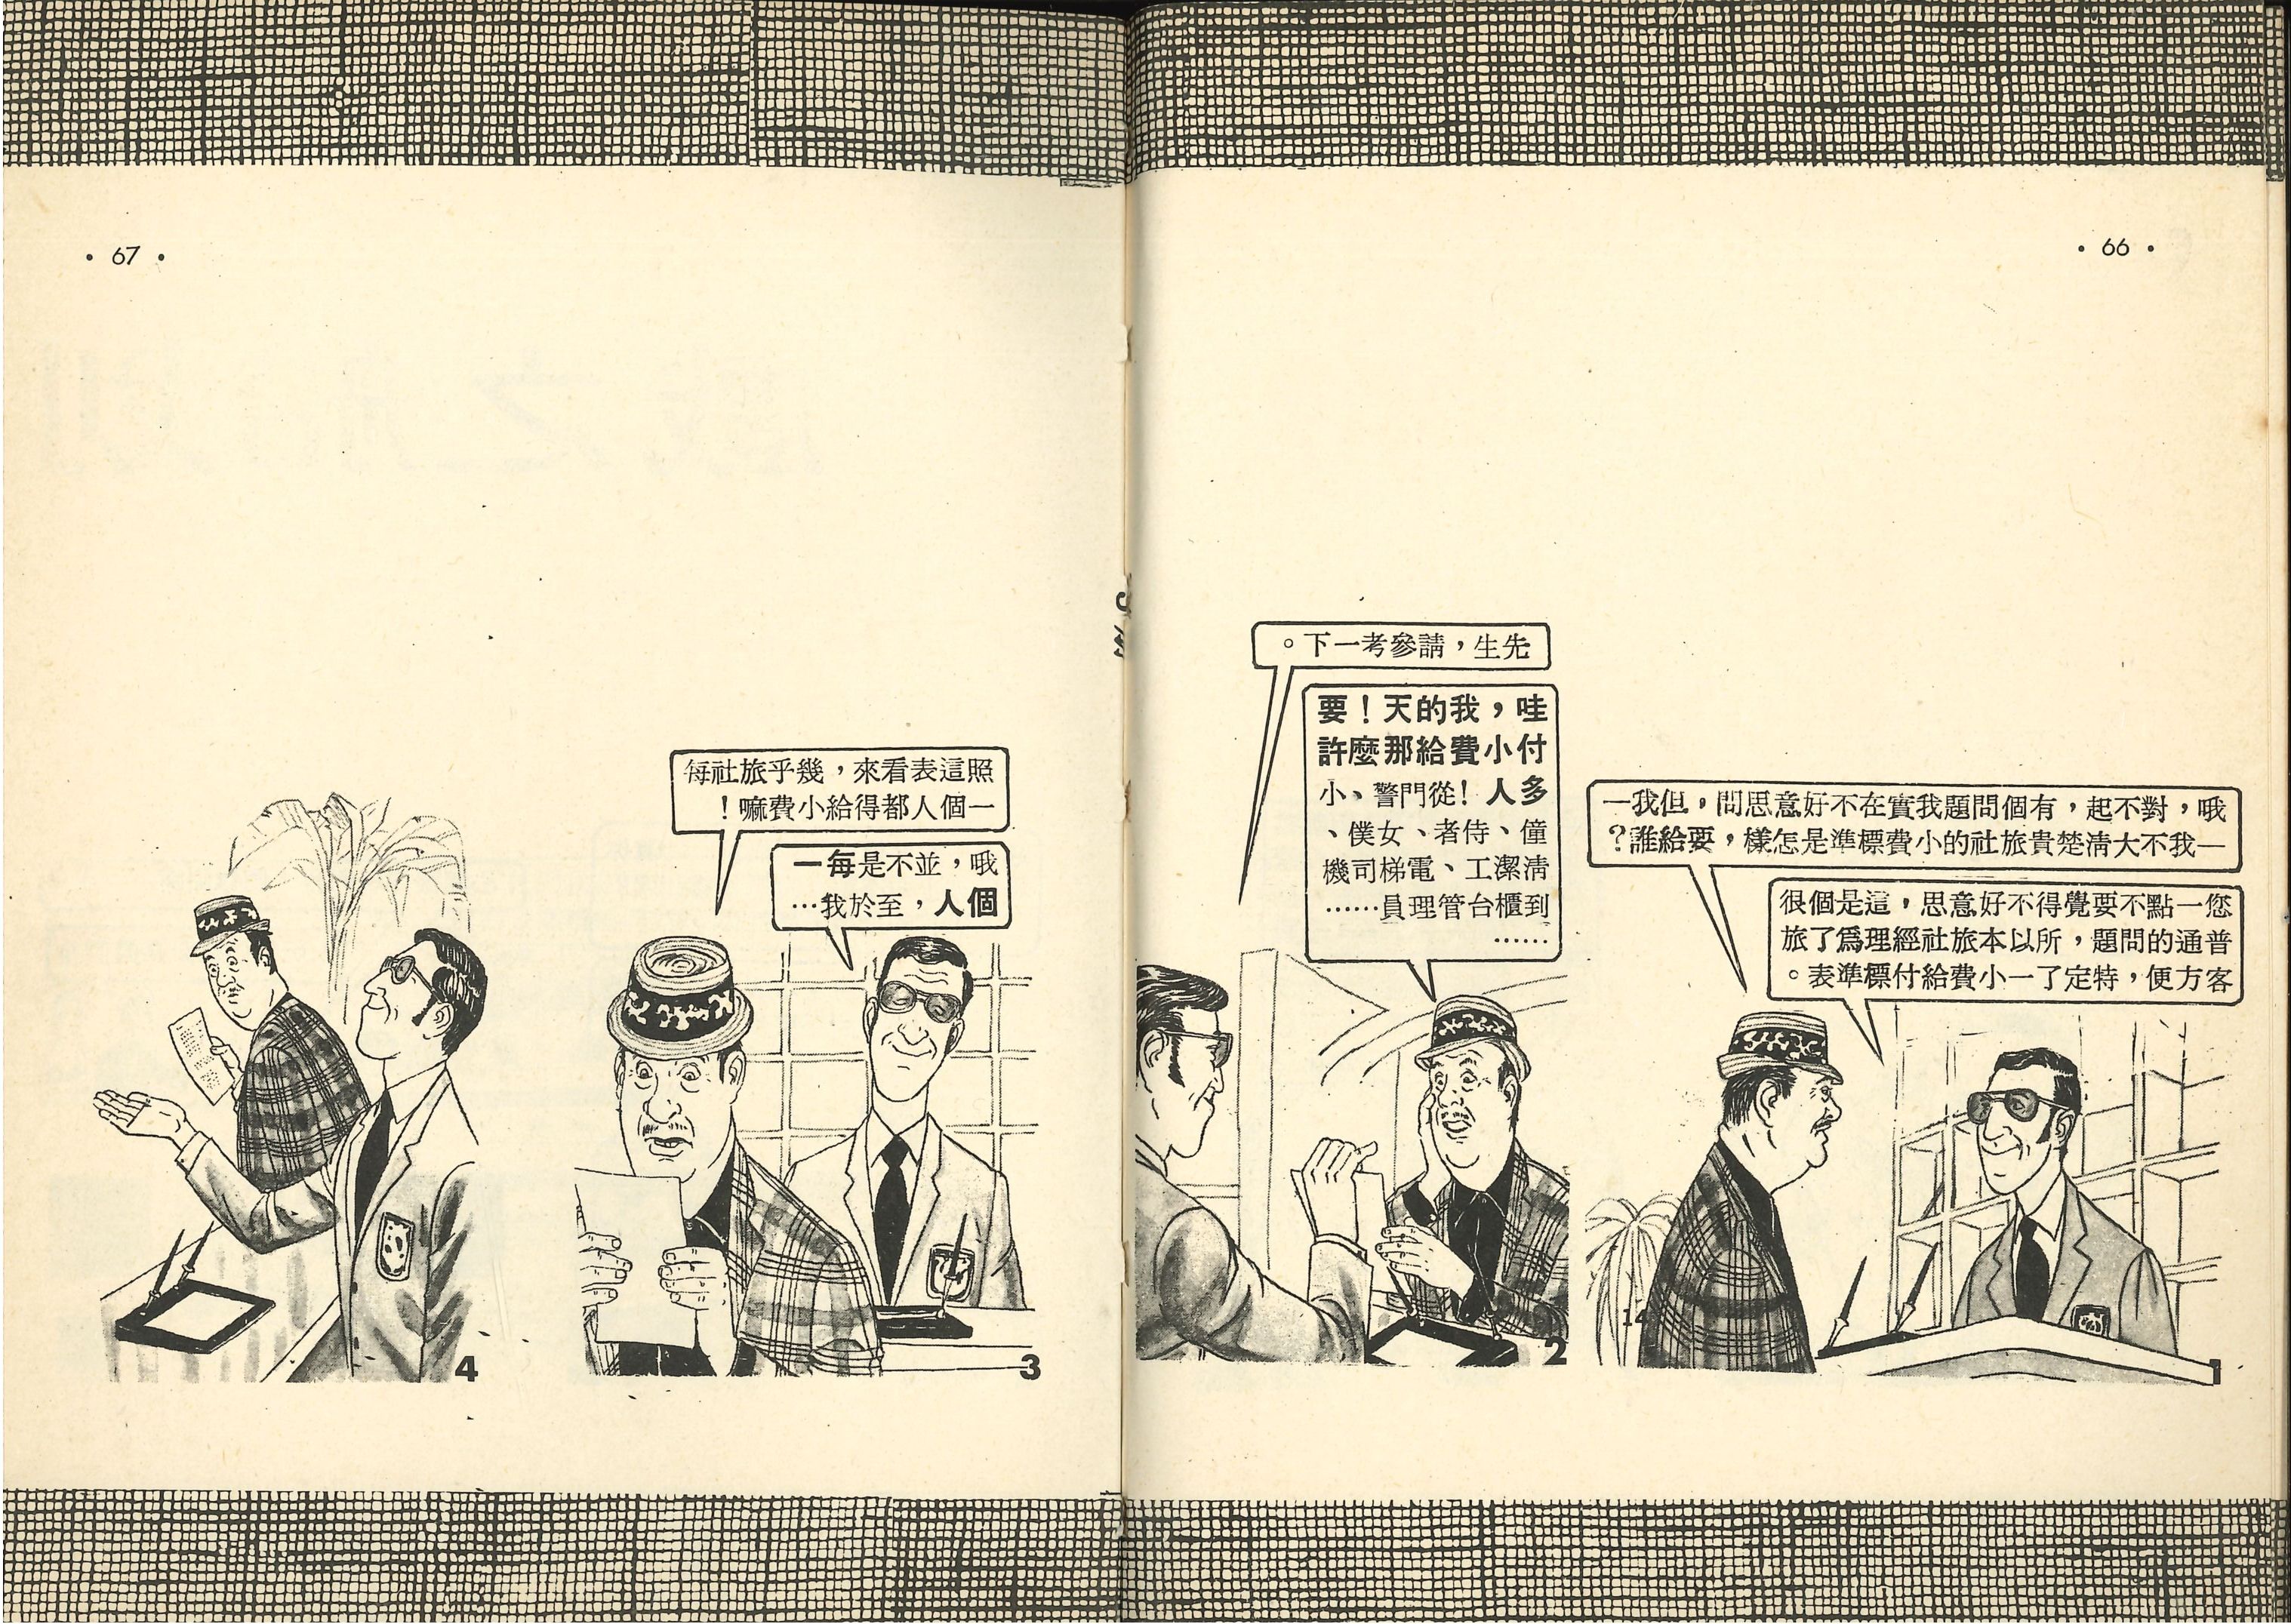 • 66 •
哦，對不起，有個問題我實在不好意思問，但我一
一我不大清楚貴旅社的小費標準是怎樣，要給誰？
您一點不要覺得不好意思，這是個很
普通的問題，所以本旅社經理爲了旅
客方便，特定了一小費給付標準表。
14
1
先生，請參考一下。
哇，我的天！要
付小費給那麼許
多人！從門警、小
僮、侍者、女僕、
清潔工、電梯司機
到櫃台管理員……
……
2
• 67 •
照這表看來，幾乎旅社每
一個人都得給小費嘛！
哦，並不是每一
個人，至於我…
3
4